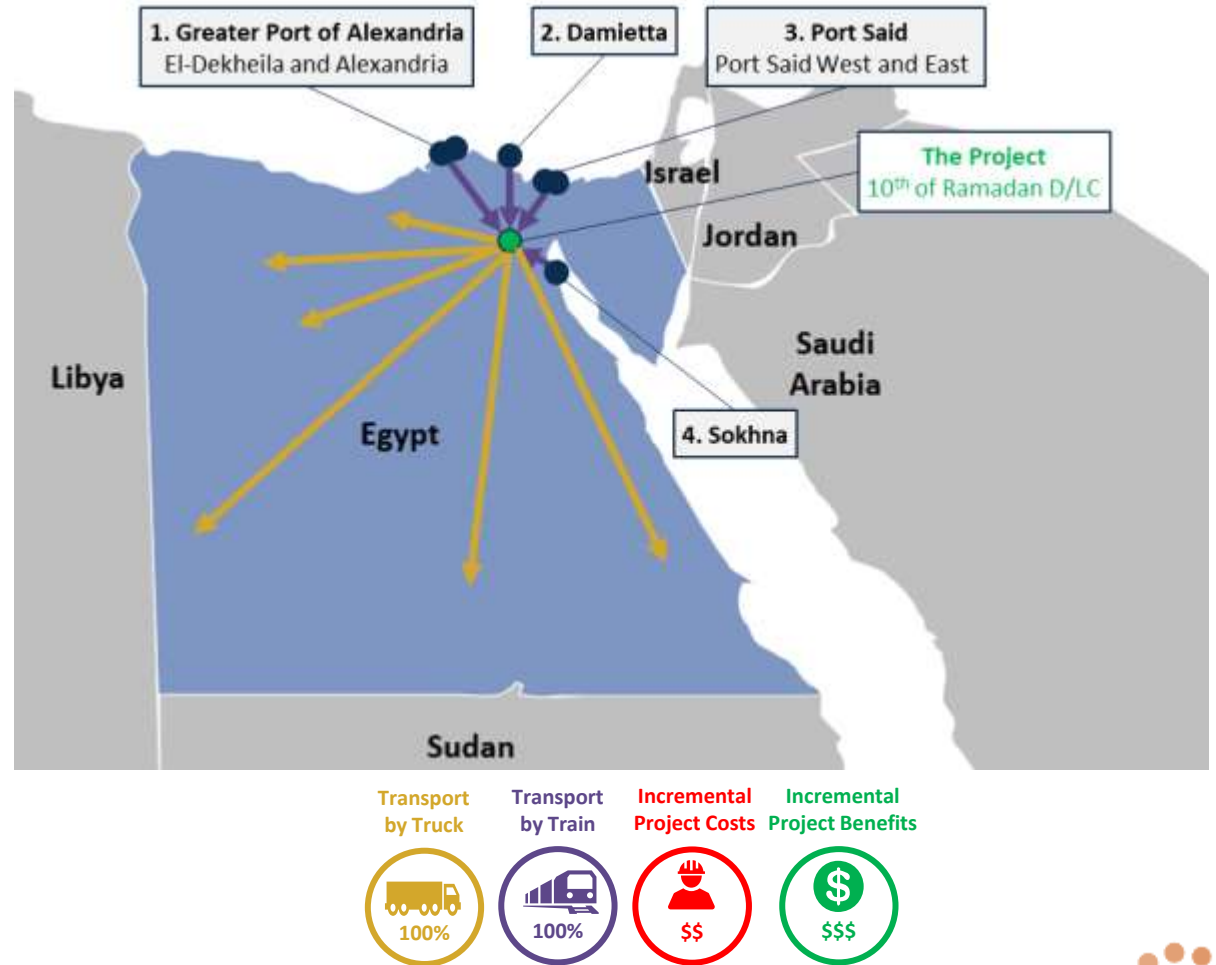 1. Greater Port of Alexandria
El-Dekheila and Alexandria
2. Damietta
3. Port Said
Port Said West and East
The Project
10th of Ramadan D/LC
Israel
Jordan
Saudi
Arabia
Libya
Egypt
4. Sokhna
Sudan
Transport
by Truck
100%
Transport
by Train
100%
Incremental
Project Costs
$$
Incremental
Project Benefits
$
$$$